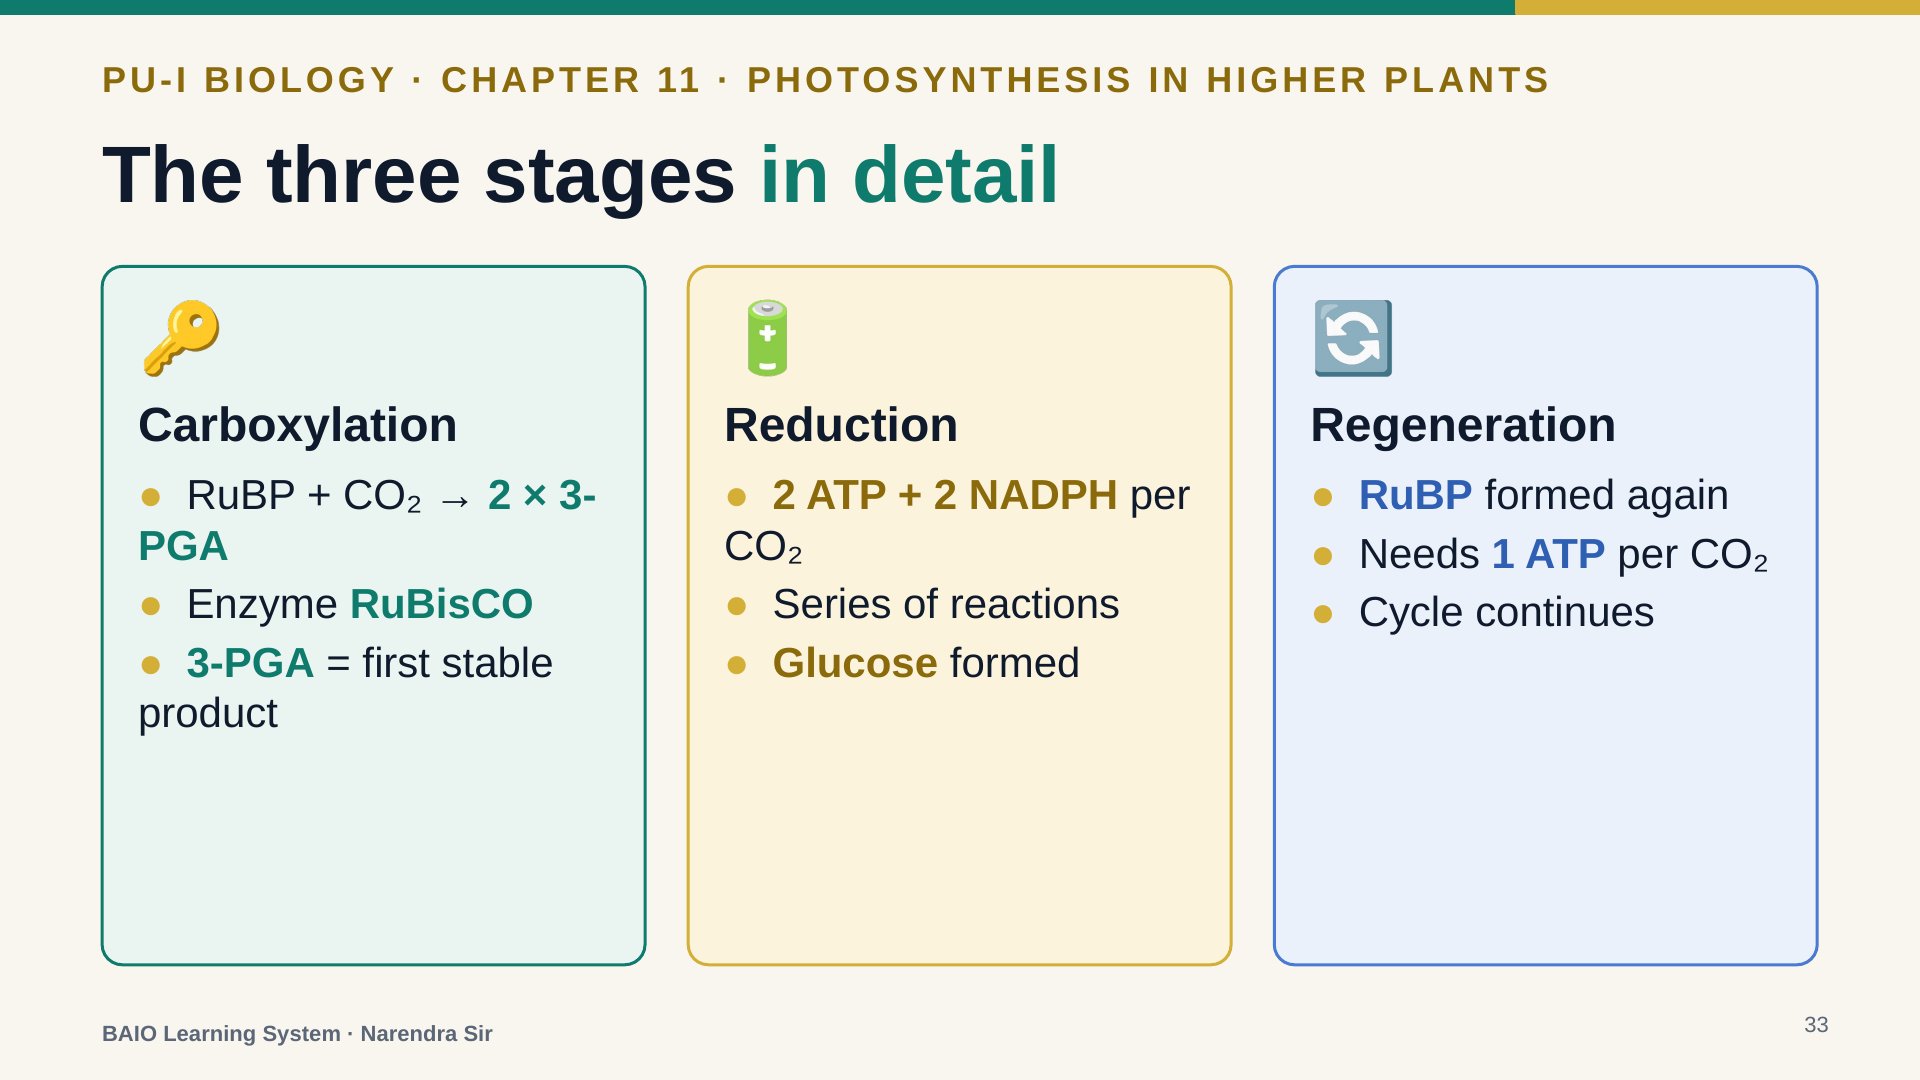 PU-I BIOLOGY · CHAPTER 11 · PHOTOSYNTHESIS IN HIGHER PLANTS
The three stages in detail
Carboxylation
● RuBP + CO₂ → 2 × 3-
PGA
● Enzyme RuBisCO
● 3-PGA = first stable
product
Reduction
● 2 ATP + 2 NADPH per
CO₂
● Series of reactions
● Glucose formed
Regeneration
● RuBP formed again
● Needs 1 ATP per CO₂
● Cycle continues
BAIO Learning System · Narendra Sir
33